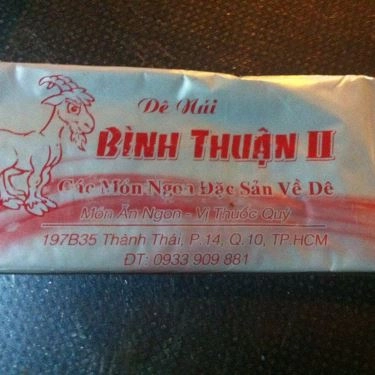 Dê Núi
BÌNH THUẬN II
Các Món Ngon Đặc Sản Về Dê
Món Ăn Ngon - Vị Thuốc Quý
197B35 Thành Thái, P.14, Q.10, TP.HCM
ĐT: 0933 909 881